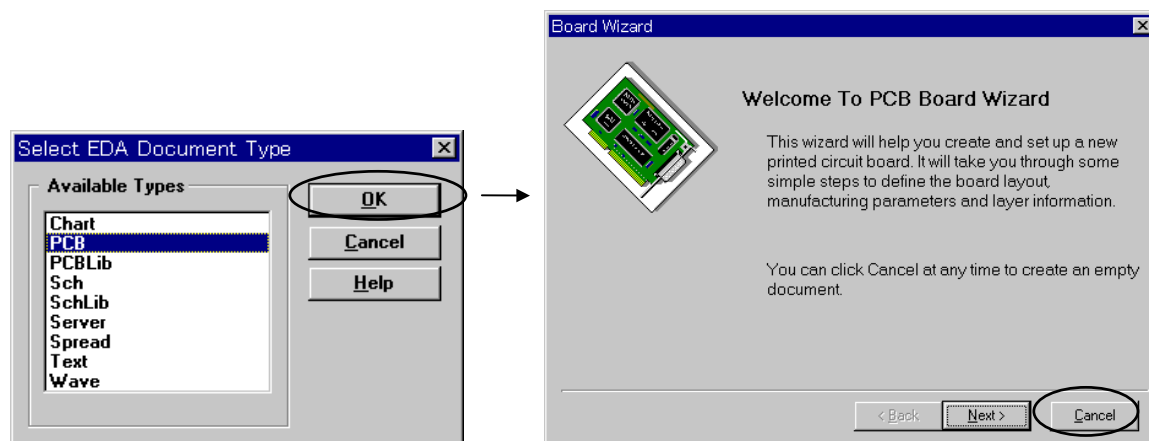 Select EDA Document Type
Available Types
Chart
PCB
PCBLib
Sch
SchLib
Server
Spread
Text
Wave
OK
Cancel
Help
Board Wizard
Welcome To PCB Board Wizard
This wizard will help you create and set up a new
printed circuit board. It will take you through some
simple steps to define the board layout,
manufacturing parameters and layer information.
You can click Cancel at any time to create an empty
document.
< Back
Next >
Cancel